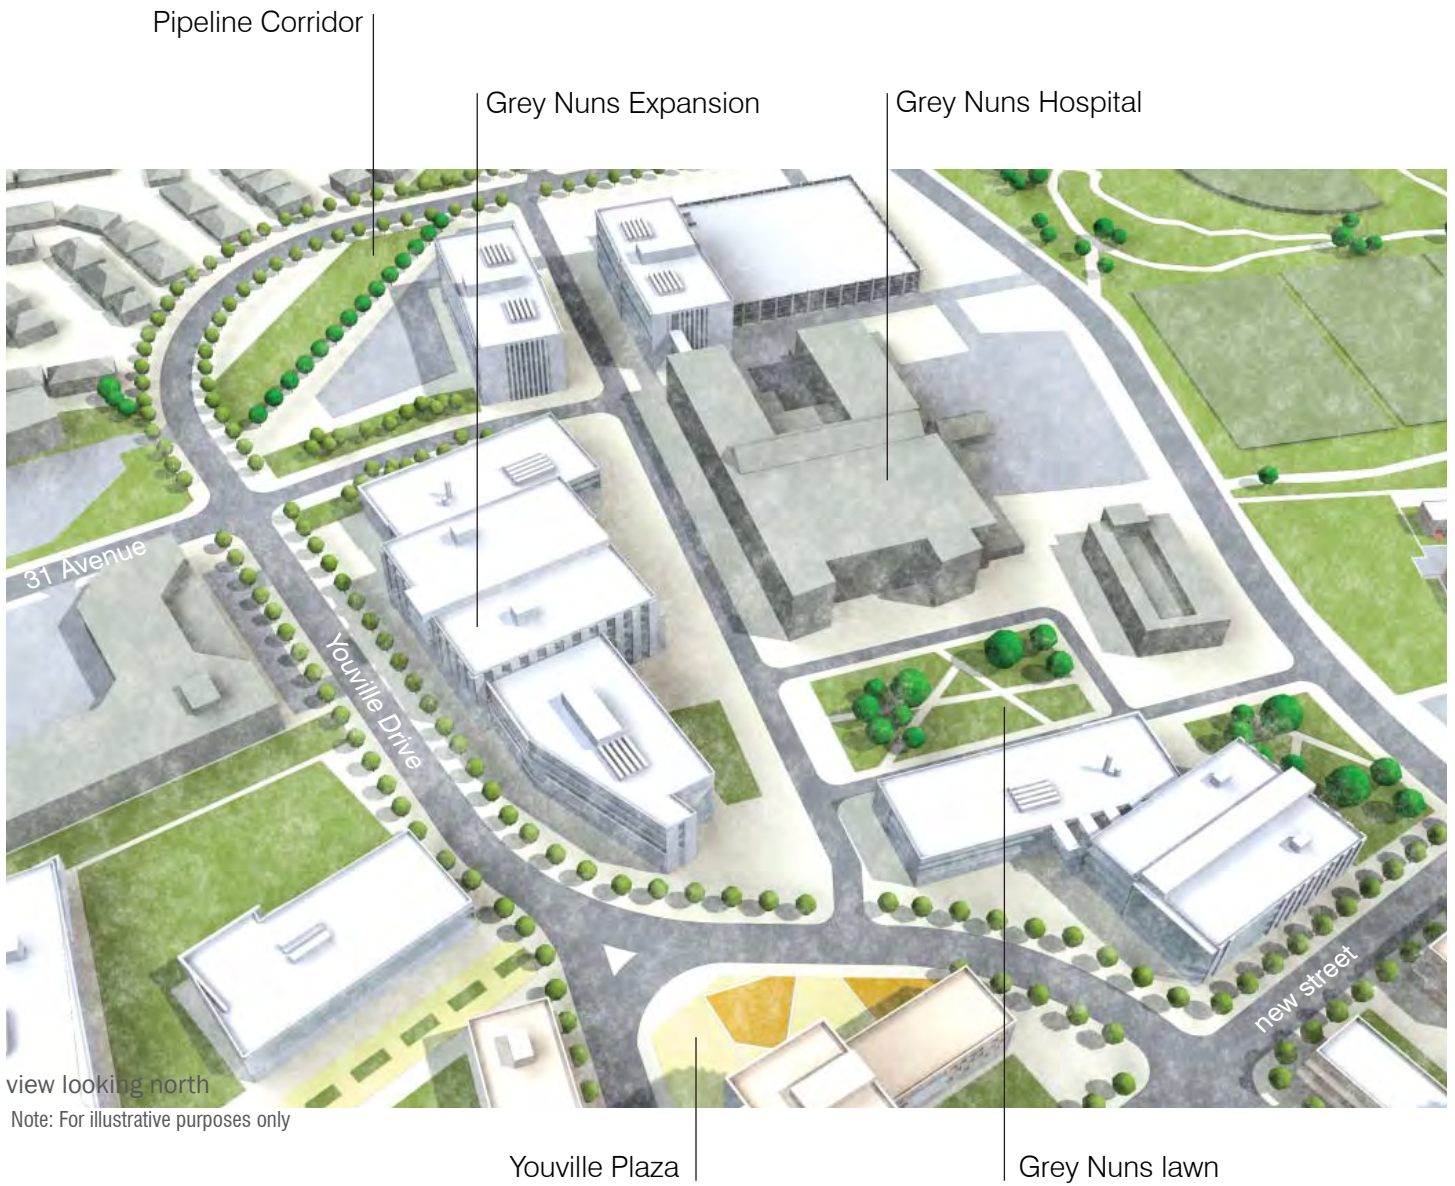 Pipeline Corridor
Grey Nuns Expansion
Grey Nuns Hospital
31 Avenue
Youville Drive
new street
view looking north
Note: For illustrative purposes only
Youville Plaza
Grey Nuns lawn